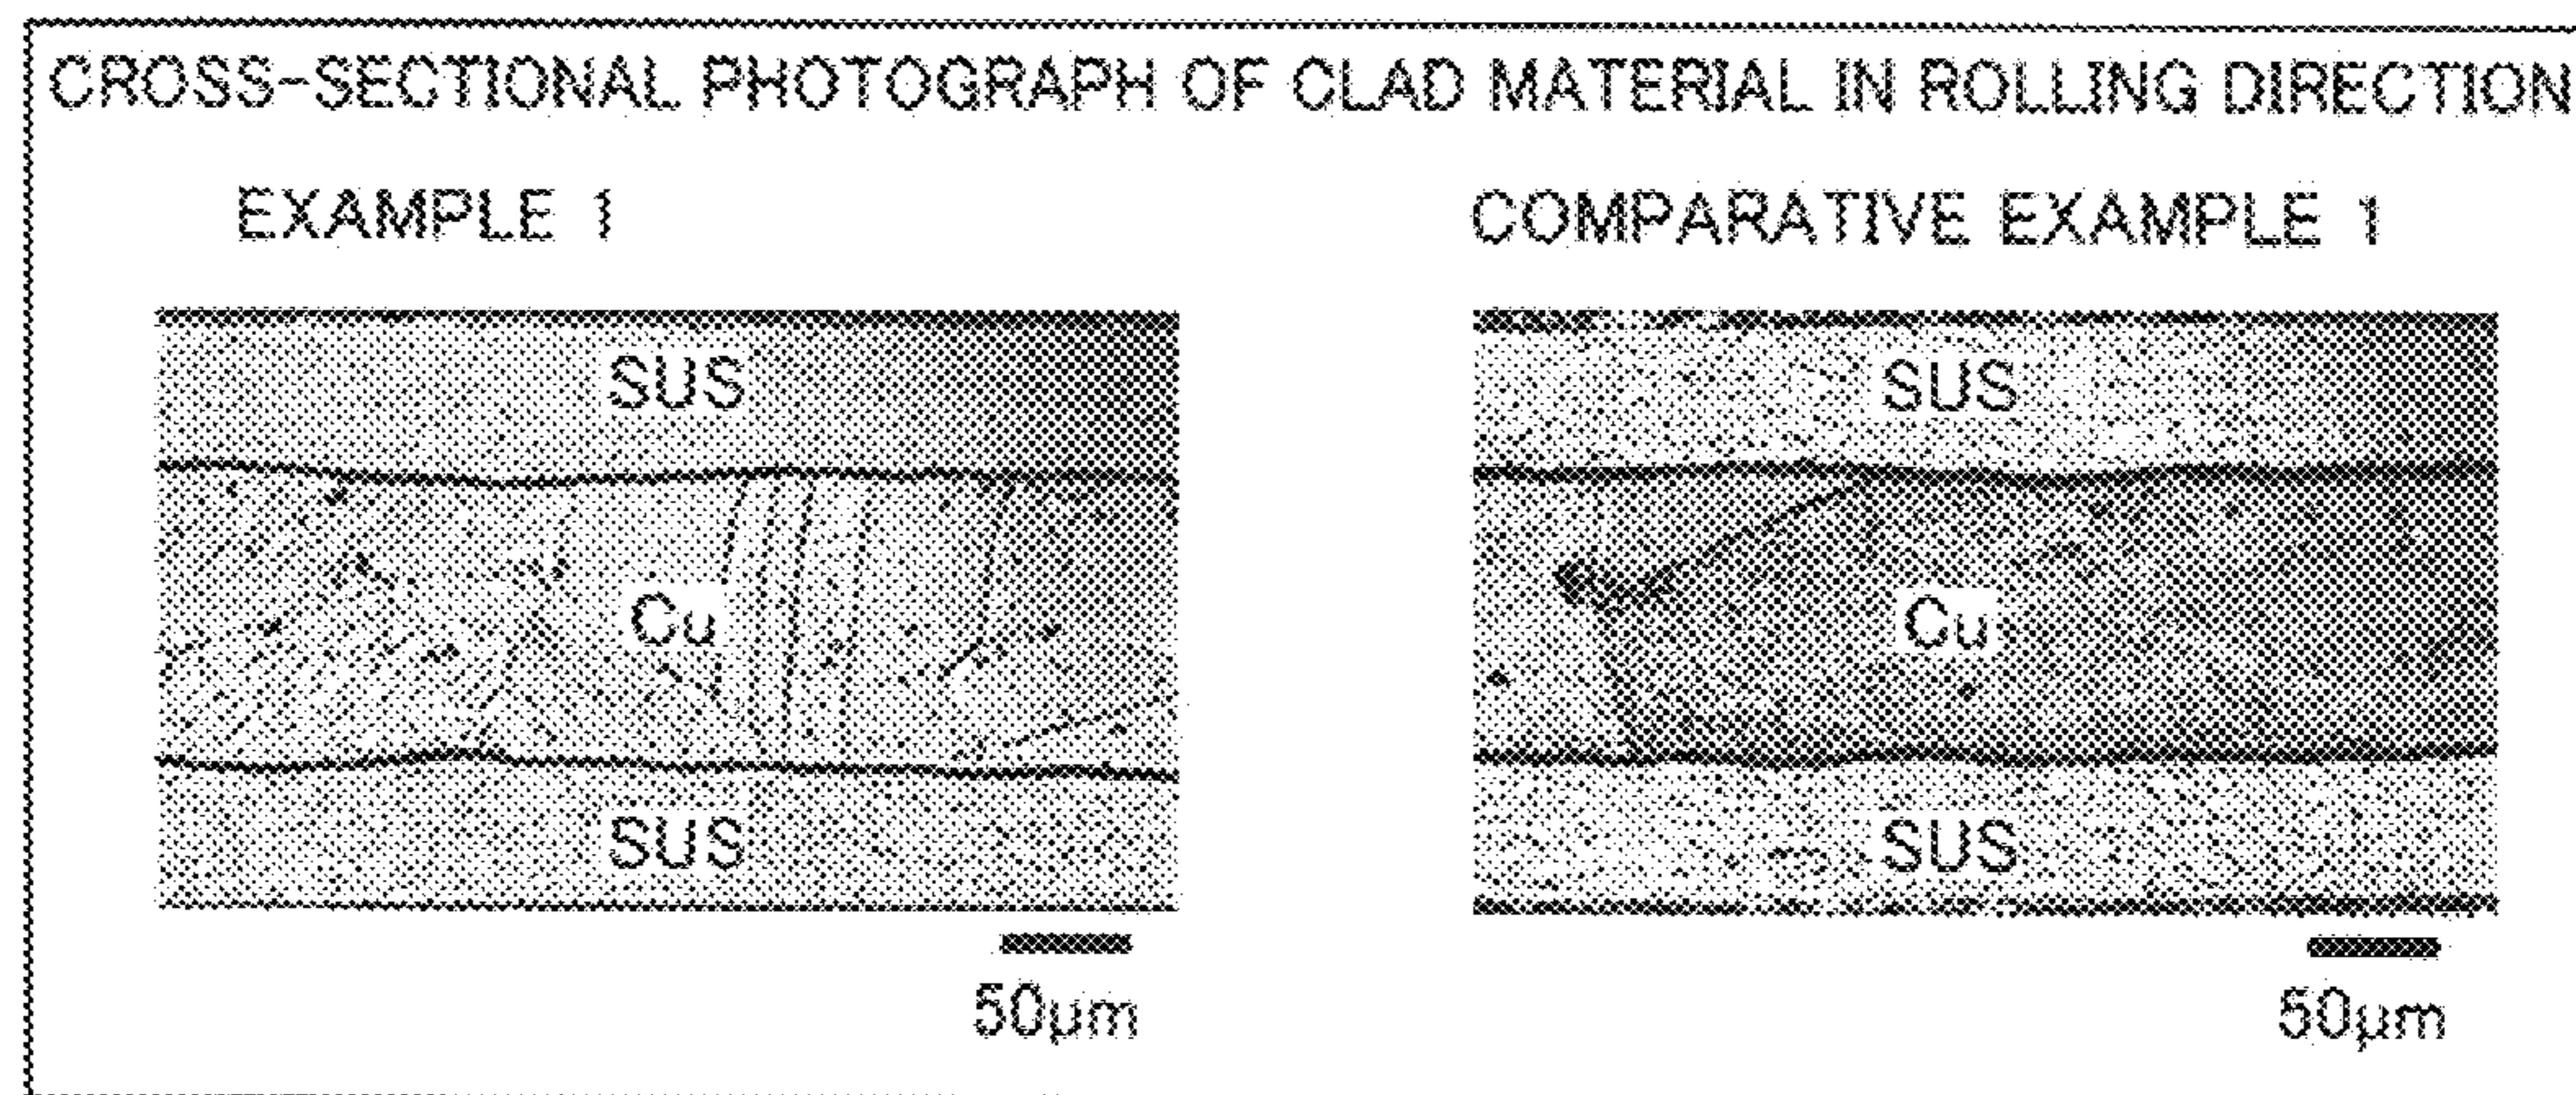 CROSS-SECTIONAL PHOTOGRAPH OF CLAD MATERIAL IN ROLLING DIRECTION
EXAMPLE 1
COMPARATIVE EXAMPLE 1
SUS
Cu
SUS
50μm
SUS
Cu
SUS
50μm